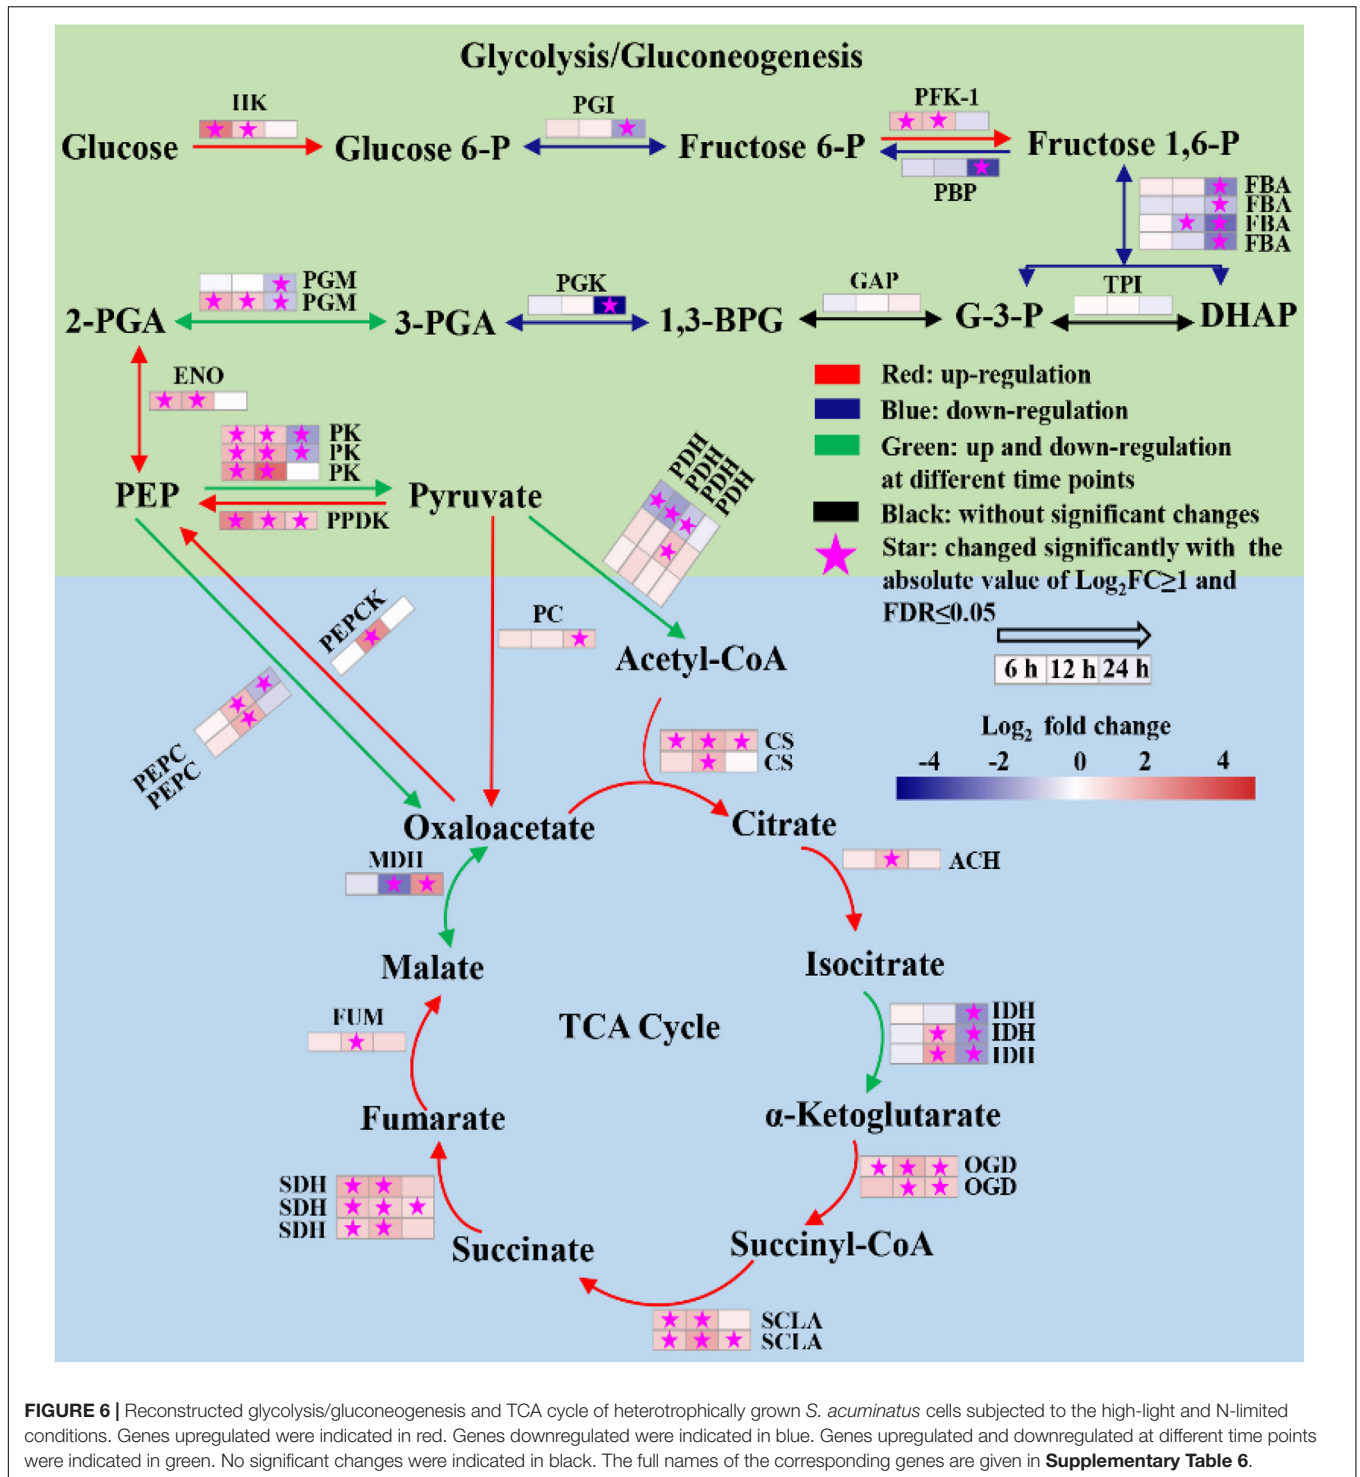 Glycolysis/Gluconeogenesis
HK
PGI
PFK-1
Glucose
Glucose 6-P
Fructose 6-P
Fructose 1,6-P
PBP
FBA
FBA
FBA
FBA
PGM
PGM
PGK
GAP
TPI
2-PGA
3-PGA
1,3-BPG
G-3-P
DHAP
ENO
Red: up-regulation
Blue: down-regulation
Green: up and down-regulation
at different time points
Black: without significant changes
Star: changed significantly with the
absolute value of Log₂FC≥1 and
FDR≤0.05
PK
PK
PK
PEP
Pyruvate
PPDK
PDH
PDH
PDH
PDH
PEPCK
PC
Acetyl-CoA
6 h 12 h 24 h
PEPC
PEPC
CS
CS
Log₂ fold change
-4 -2 0 2 4
Oxaloacetate
Citrate
MDH
ACH
Malate
Isocitrate
FUM
TCA Cycle
IDH
IDH
IDH
Fumarate
α-Ketoglutarate
OGD
OGD
SDH
SDH
SDH
Succinate
Succinyl-CoA
SCLA
SCLA
FIGURE 6 | Reconstructed glycolysis/gluconeogenesis and TCA cycle of heterotrophically grown S. acuminatus cells subjected to the high-light and N-limited
conditions. Genes upregulated were indicated in red. Genes downregulated were indicated in blue. Genes upregulated and downregulated at different time points
were indicated in green. No significant changes were indicated in black. The full names of the corresponding genes are given in Supplementary Table 6.